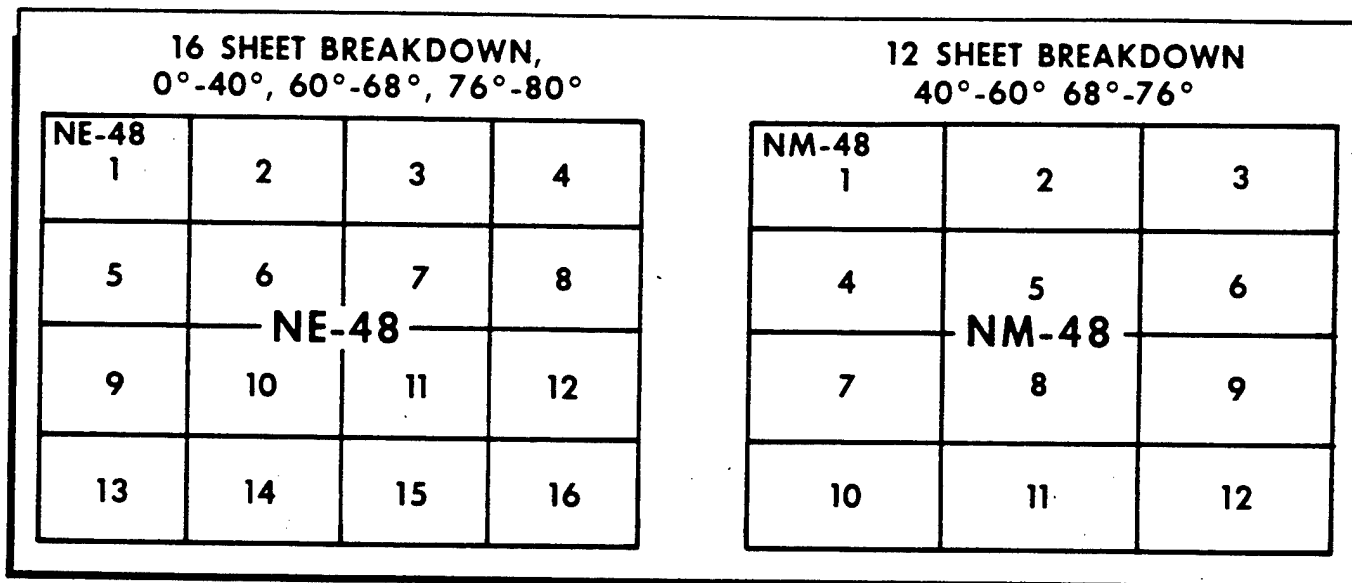 16 SHEET BREAKDOWN,
0°-40°, 60°-68°, 76°-80°
NE-48
1 2 3 4
5 6 7 8
NE-48
9 10 11 12
13 14 15 16
12 SHEET BREAKDOWN
40°-60° 68°-76°
NM-48
1 2 3
4 5 6
NM-48
7 8 9
10 11 12